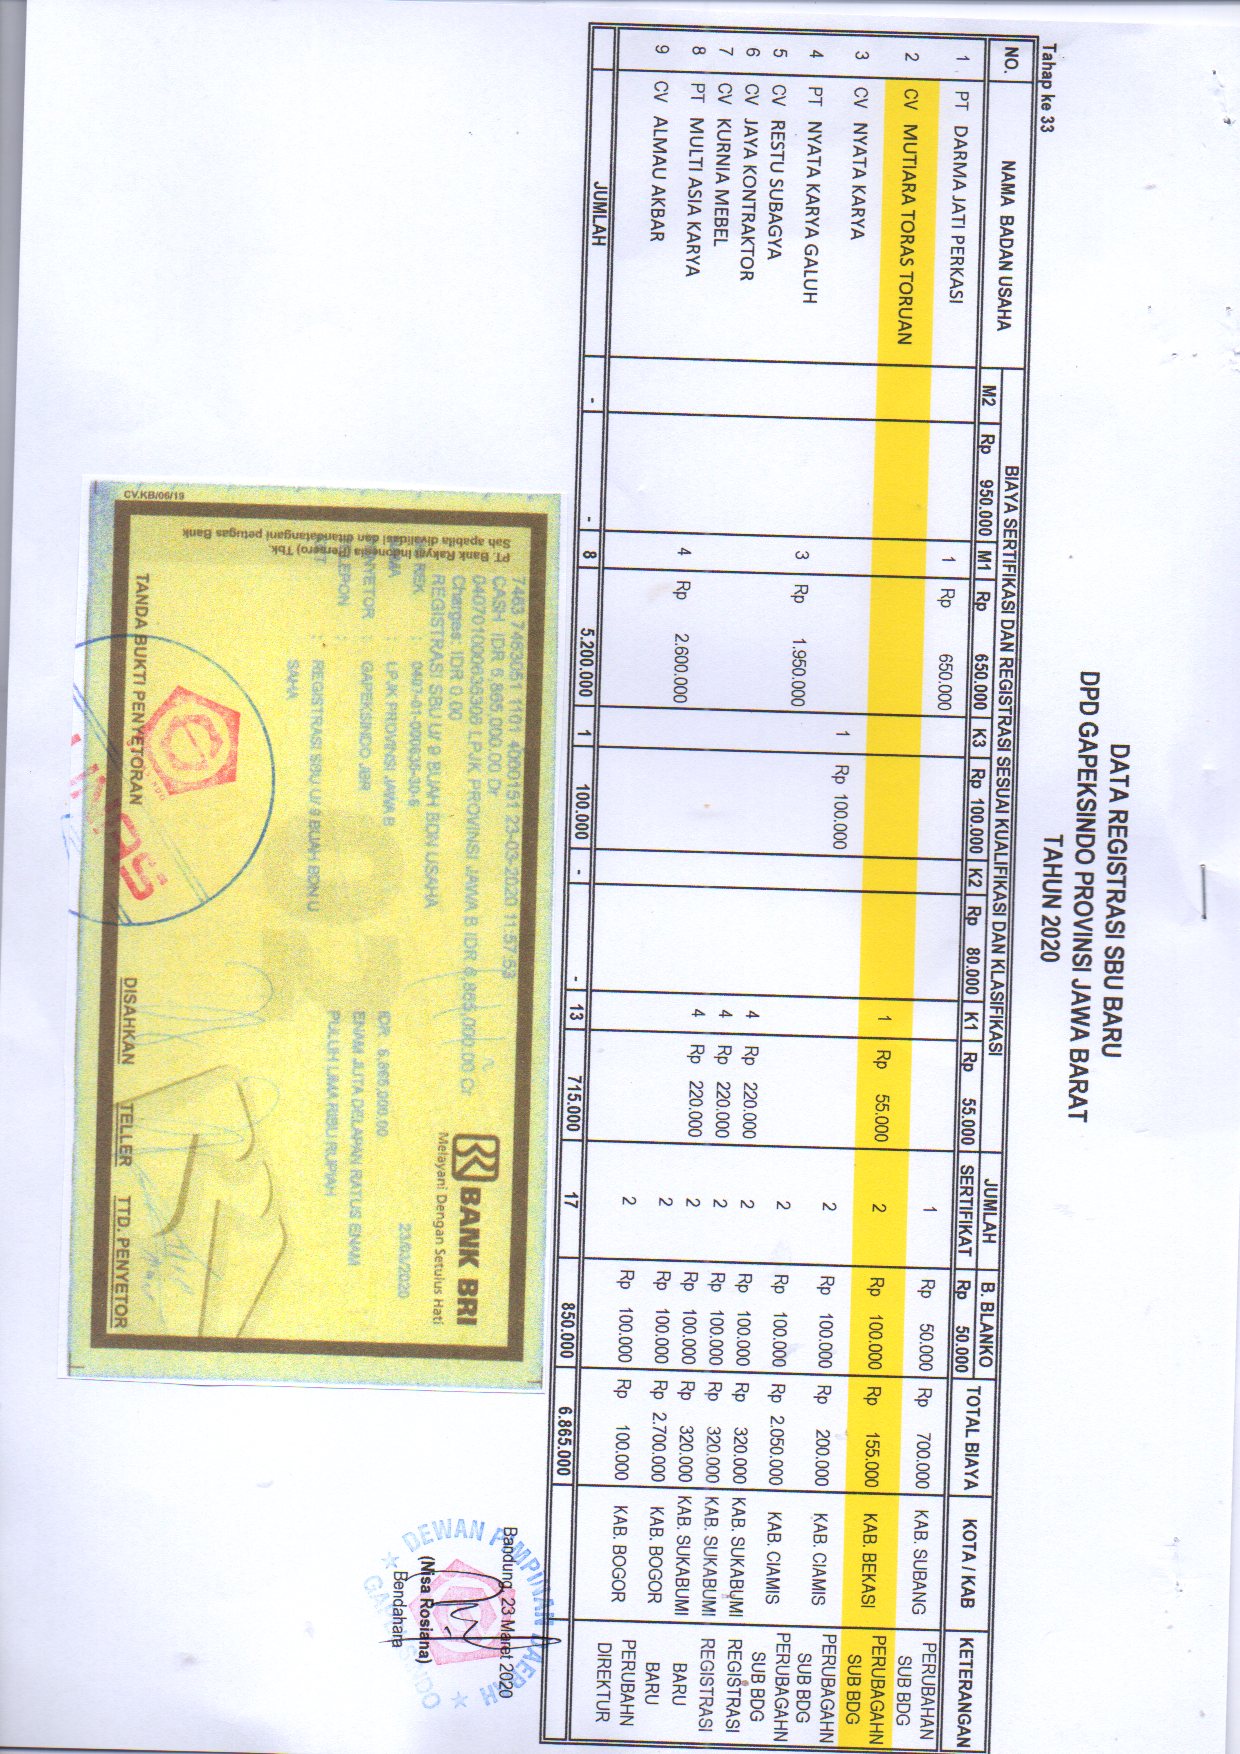 DATA REGISTRASI SBU BARU
DPD GAPEKSINDO PROVINSI JAWA BARAT
TAHUN 2020
Tahap ke 33
NO. NAMA BADAN USAHA BIAYA SERTIFIKASI DAN REGISTRASI SESUAI KUALIFIKASI DAN KLASIFIKASI JUMLAH SERTIFIKAT B. BLANKO TOTAL BIAYA KOTA / KAB KETERANGAN
M2 Rp 950.000 M1 Rp 650.000 K3 Rp 100.000 K2 Rp 80.000 K1 Rp 55.000 Rp 50.000
1 PT DARMA JATI PERKASI 1 Rp 650.000 1 Rp 50.000 Rp 700.000 KAB. SUBANG PERUBAHAN SUB BDG
2 CV MUTIARA TORAS TORUAN 1 Rp 55.000 2 Rp 100.000 Rp 155.000 KAB. BEKASI PERUBAGAHN SUB BDG
3 CV NYATA KARYA 1 Rp 100.000 2 Rp 100.000 Rp 200.000 KAB. CIAMIS PERUBAGAHN SUB BDG
4 PT NYATA KARYA GALUH 3 Rp 1.950.000 2 Rp 100.000 Rp 2.050.000 KAB. CIAMIS PERUBAGAHN SUB BDG
5 CV RESTU SUBAGYA 4 Rp 220.000 2 Rp 100.000 Rp 320.000 KAB. SUKABUMI REGISTRASI
6 CV JAYA KONTRAKTOR 4 Rp 220.000 2 Rp 100.000 Rp 320.000 KAB. SUKABUMI REGISTRASI
7 CV KURNIA MEBEL 4 Rp 220.000 2 Rp 100.000 Rp 320.000 KAB. SUKABUMI BARU
8 PT MULTI ASIA KARYA 4 Rp 2.600.000 2 Rp 100.000 Rp 2.700.000 KAB. BOGOR BARU
9 CV ALMAU AKBAR 2 Rp 100.000 Rp 100.000 KAB. BOGOR PERUBAHN DIREKTUR
JUMLAH - - 8 5.200.000 1 100.000 - - 13 715.000 17 850.000 6.865.000
BANK BRI
Melayani Dengan Setulus Hati
7463 7463051 1101 4000151 23-03-2020 11:57:53
CASH IDR 6,865,000.00 Dr
040701000636306 LPJK PROVINSI JAWA B IDR 6,865,000.00 Cr
Charges: IDR 0.00
REGISTRASI SBU U/ 9 BUAH BDN USAHA
23/03/2020
REK : 0407-01-000636-30-6
: LPJK PROVINSI JAWA B IDR 6,865,000.00
: GAPEKSINDO JBR ENAM JUTA DELAPAN RATUS ENAM
PULUH LIMA RIBU RUPIAH
: REGISTRASI SBU U/ 9 BUAH BDN U
SAHA
PT. Bank Rakyat Indonesia (Persero) Tbk.
Sah apabila divalidasi dan ditandatangani petugas Bank
TANDA BUKTI PENYETORAN DISAHKAN TELLER TTD. PENYETOR
CV.KB/06/19
Bandung, 23 Maret 2020
DEWAN PIMPINAN DAERAH
GAPEKSINDO
(Nisa Rosiana)
Bendahara